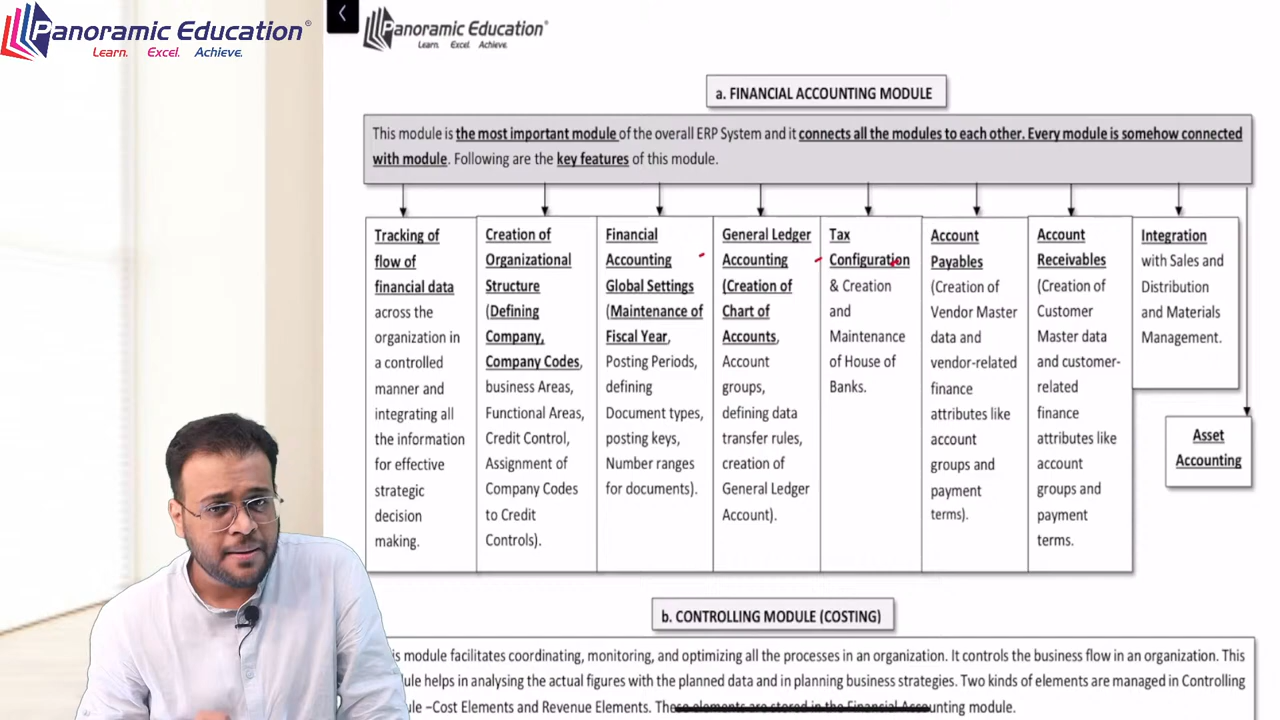 Panoramic Education®
Learn. Excel. Achieve.
Panoramic Education®
Learn. Excel. Achieve.
a. FINANCIAL ACCOUNTING MODULE
This module is the most important module of the overall ERP System and it connects all the modules to each other. Every module is somehow connected
with module. Following are the key features of this module.
Tracking of
flow of
financial data
across the
organization in
a controlled
manner and
integrating all
the information
for effective
strategic
decision
making.
Creation of
Organizational
Structure
(Defining
Company,
Company Codes,
business Areas,
Functional Areas,
Credit Control,
Assignment of
Company Codes
to Credit
Controls).
Financial
Accounting
Global Settings
(Maintenance of
Fiscal Year,
Posting Periods,
defining
Document types,
posting keys,
Number ranges
for documents).
General Ledger
Accounting
(Creation of
Chart of
Accounts,
Account
groups,
defining data
transfer rules,
creation of
General Ledger
Account).
Tax
Configuration
& Creation
and
Maintenance
of House of
Banks.
Account
Payables
(Creation of
Vendor Master
data and
vendor-related
finance
attributes like
account
groups and
payment
terms).
Account
Receivables
(Creation of
Customer
Master data
and customer-
related
finance
attributes like
account
groups and
payment
terms.
Integration
with Sales and
Distribution
and Materials
Management.
Asset
Accounting
b. CONTROLLING MODULE (COSTING)
is module facilitates coordinating, monitoring, and optimizing all the processes in an organization. It controls the business flow in an organization. This
ule helps in analysing the actual figures with the planned data and in planning business strategies. Two kinds of elements are managed in Controlling
ule –Cost Elements and Revenue Elements. These elements are stored in the Financial Accounting module.